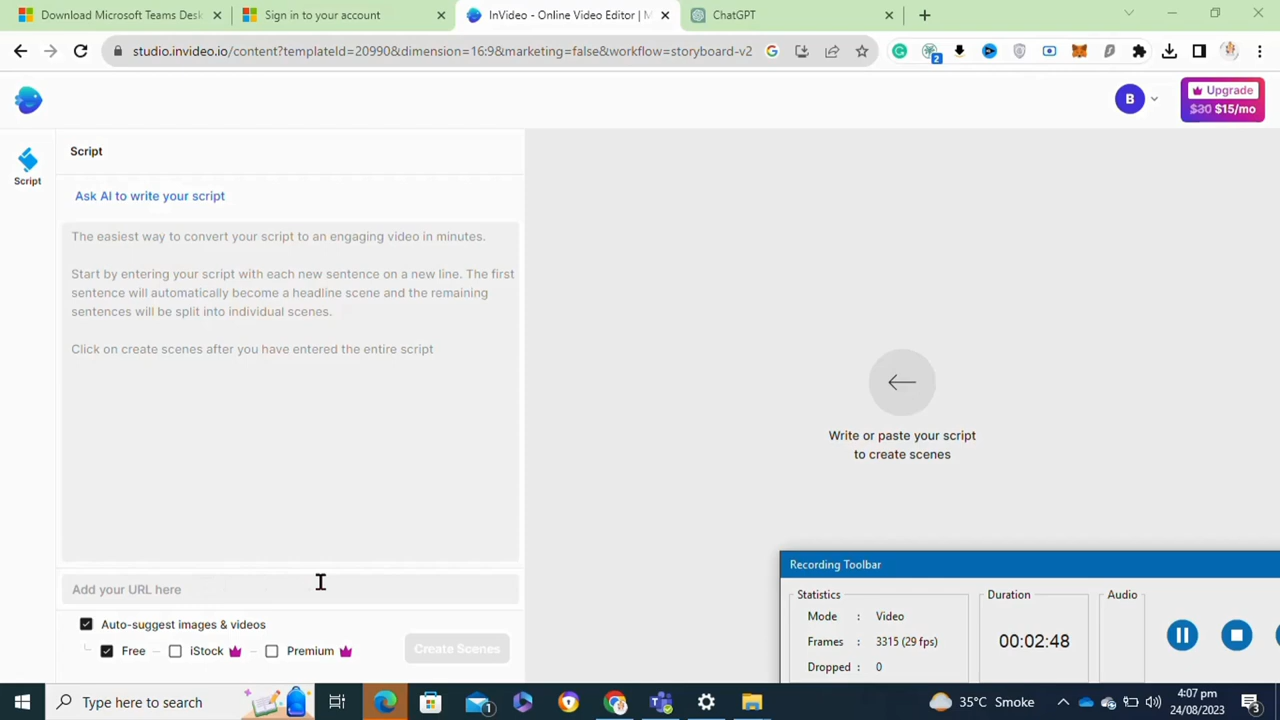 Download Microsoft Teams Desk
Sign in to your account
InVideo - Online Video Editor | M
ChatGPT
studio.invideo.io/content?templateId=20990&dimension=16:9&marketing=false&workflow=storyboard-v2
2
B
Upgrade
$30 $15/mo
Script
Script
Ask AI to write your script
The easiest way to convert your script to an engaging video in minutes.
Start by entering your script with each new sentence on a new line. The first
sentence will automatically become a headline scene and the remaining
sentences will be split into individual scenes.
Click on create scenes after you have entered the entire script
Write or paste your script
to create scenes
Add your URL here
Auto-suggest images & videos
Free
iStock
Premium
Create Scenes
Recording Toolbar
Statistics
Mode : Video
Frames : 3315 (29 fps)
Dropped : 0
Duration
00:02:48
Audio
Type here to search
1
35°C Smoke
4:07 pm
24/08/2023
3